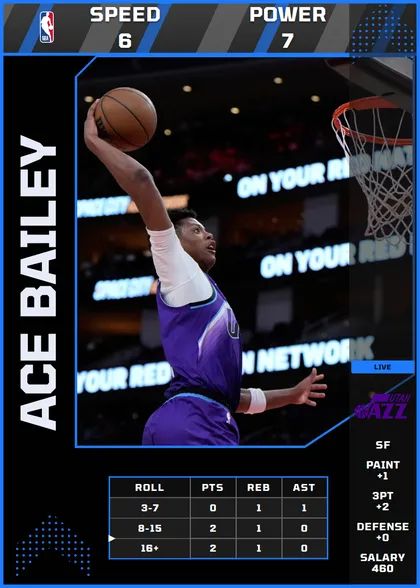 SPEED
6
POWER
7
ACE BAILEY
ON YOUR RED
SPACE CITY
ON YOUR RED
SPACE CITY
YOUR RED
N NETWORK
LIVE
UTAH
JAZZ
SF
PAINT
+1
3PT
+2
DEFENSE
+0
SALARY
460
ROLL PTS REB AST
3-7 0 1 1
8-15 2 1 0
16+ 2 1 0